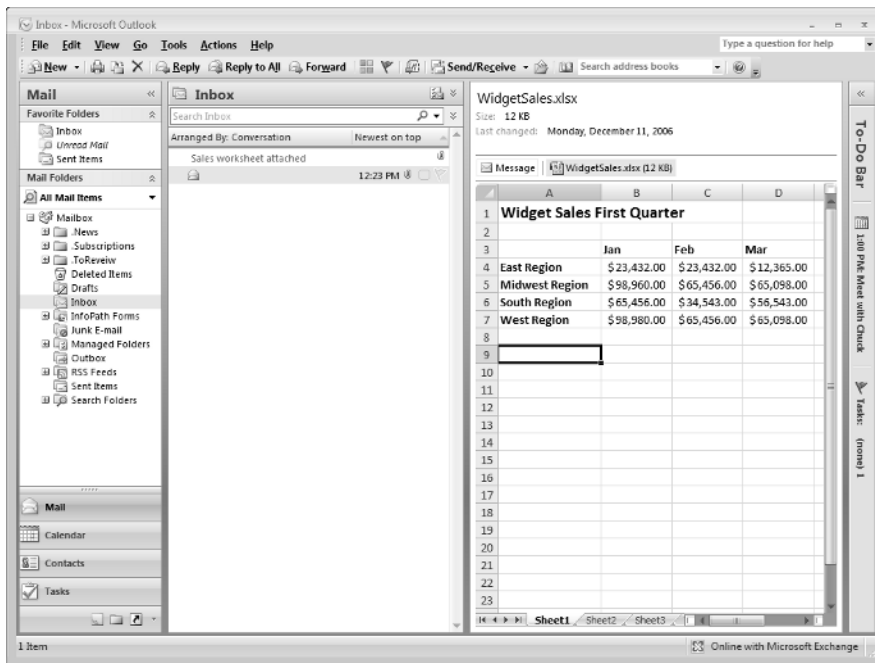 Inbox - Microsoft Outlook
File Edit View Go Tools Actions Help
Type a question for help
New Reply Reply to All Forward Send/Receive Search address books
Mail
Favorite Folders
Inbox
Unread Mail
Sent Items
Mail Folders
All Mail Items
Mailbox
.News
.Subscriptions
.ToReveiw
Deleted Items
Drafts
Inbox
InfoPath Forms
Junk E-mail
Managed Folders
Outbox
RSS Feeds
Sent Items
Search Folders
Mail
Calendar
Contacts
Tasks
Inbox
Search Inbox
Arranged By: Conversation Newest on top
Sales worksheet attached
12:23 PM
WidgetSales.xlsx
Size: 12 KB
Last changed: Monday, December 11, 2006
Message WidgetSales.xlsx (12 KB)
A B C D
1 Widget Sales First Quarter
2
3 Jan Feb Mar
4 East Region $23,432.00 $23,432.00 $12,365.00
5 Midwest Region $98,960.00 $65,456.00 $65,098.00
6 South Region $65,456.00 $34,543.00 $56,543.00
7 West Region $98,980.00 $65,456.00 $65,098.00
8
9
10
11
12
13
14
15
16
17
18
19
20
21
22
23
Sheet1 Sheet2 Sheet3
To-Do Bar
1:00 PM: Meet with Chuck
Tasks: (none) 1
1 Item
Online with Microsoft Exchange